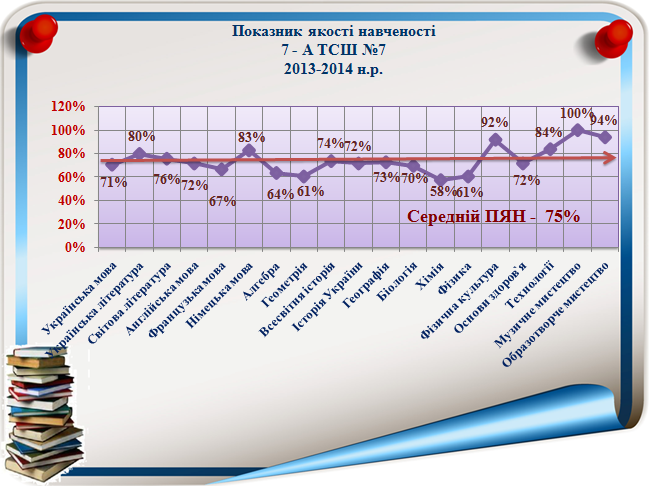 Показник якості навченості
7 - А ТСШ №7
2013-2014 н.р.
120%
100%
80%
60%
40%
20%
0%
71%
80%
76%
72%
67%
83%
64%
61%
74%
72%
73%
70%
58%
61%
92%
72%
84%
100%
94%
Середній ПЯН - 75%
Українська мова
Українська література
Світова література
Англійська мова
Французька мова
Німецька мова
Алгебра
Геометрія
Всесвітня історія
Історія України
Географія
Біологія
Хімія
Фізика
Фізична культура
Основи здоров'я
Технології
Музичне мистецтво
Образотворче мистецтво